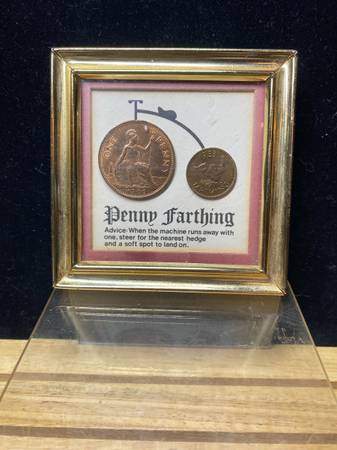 ONE PENNY
Penny Farthing
Advice: When the machine runs away with
one, steer for the nearest hedge
and a soft spot to land on.